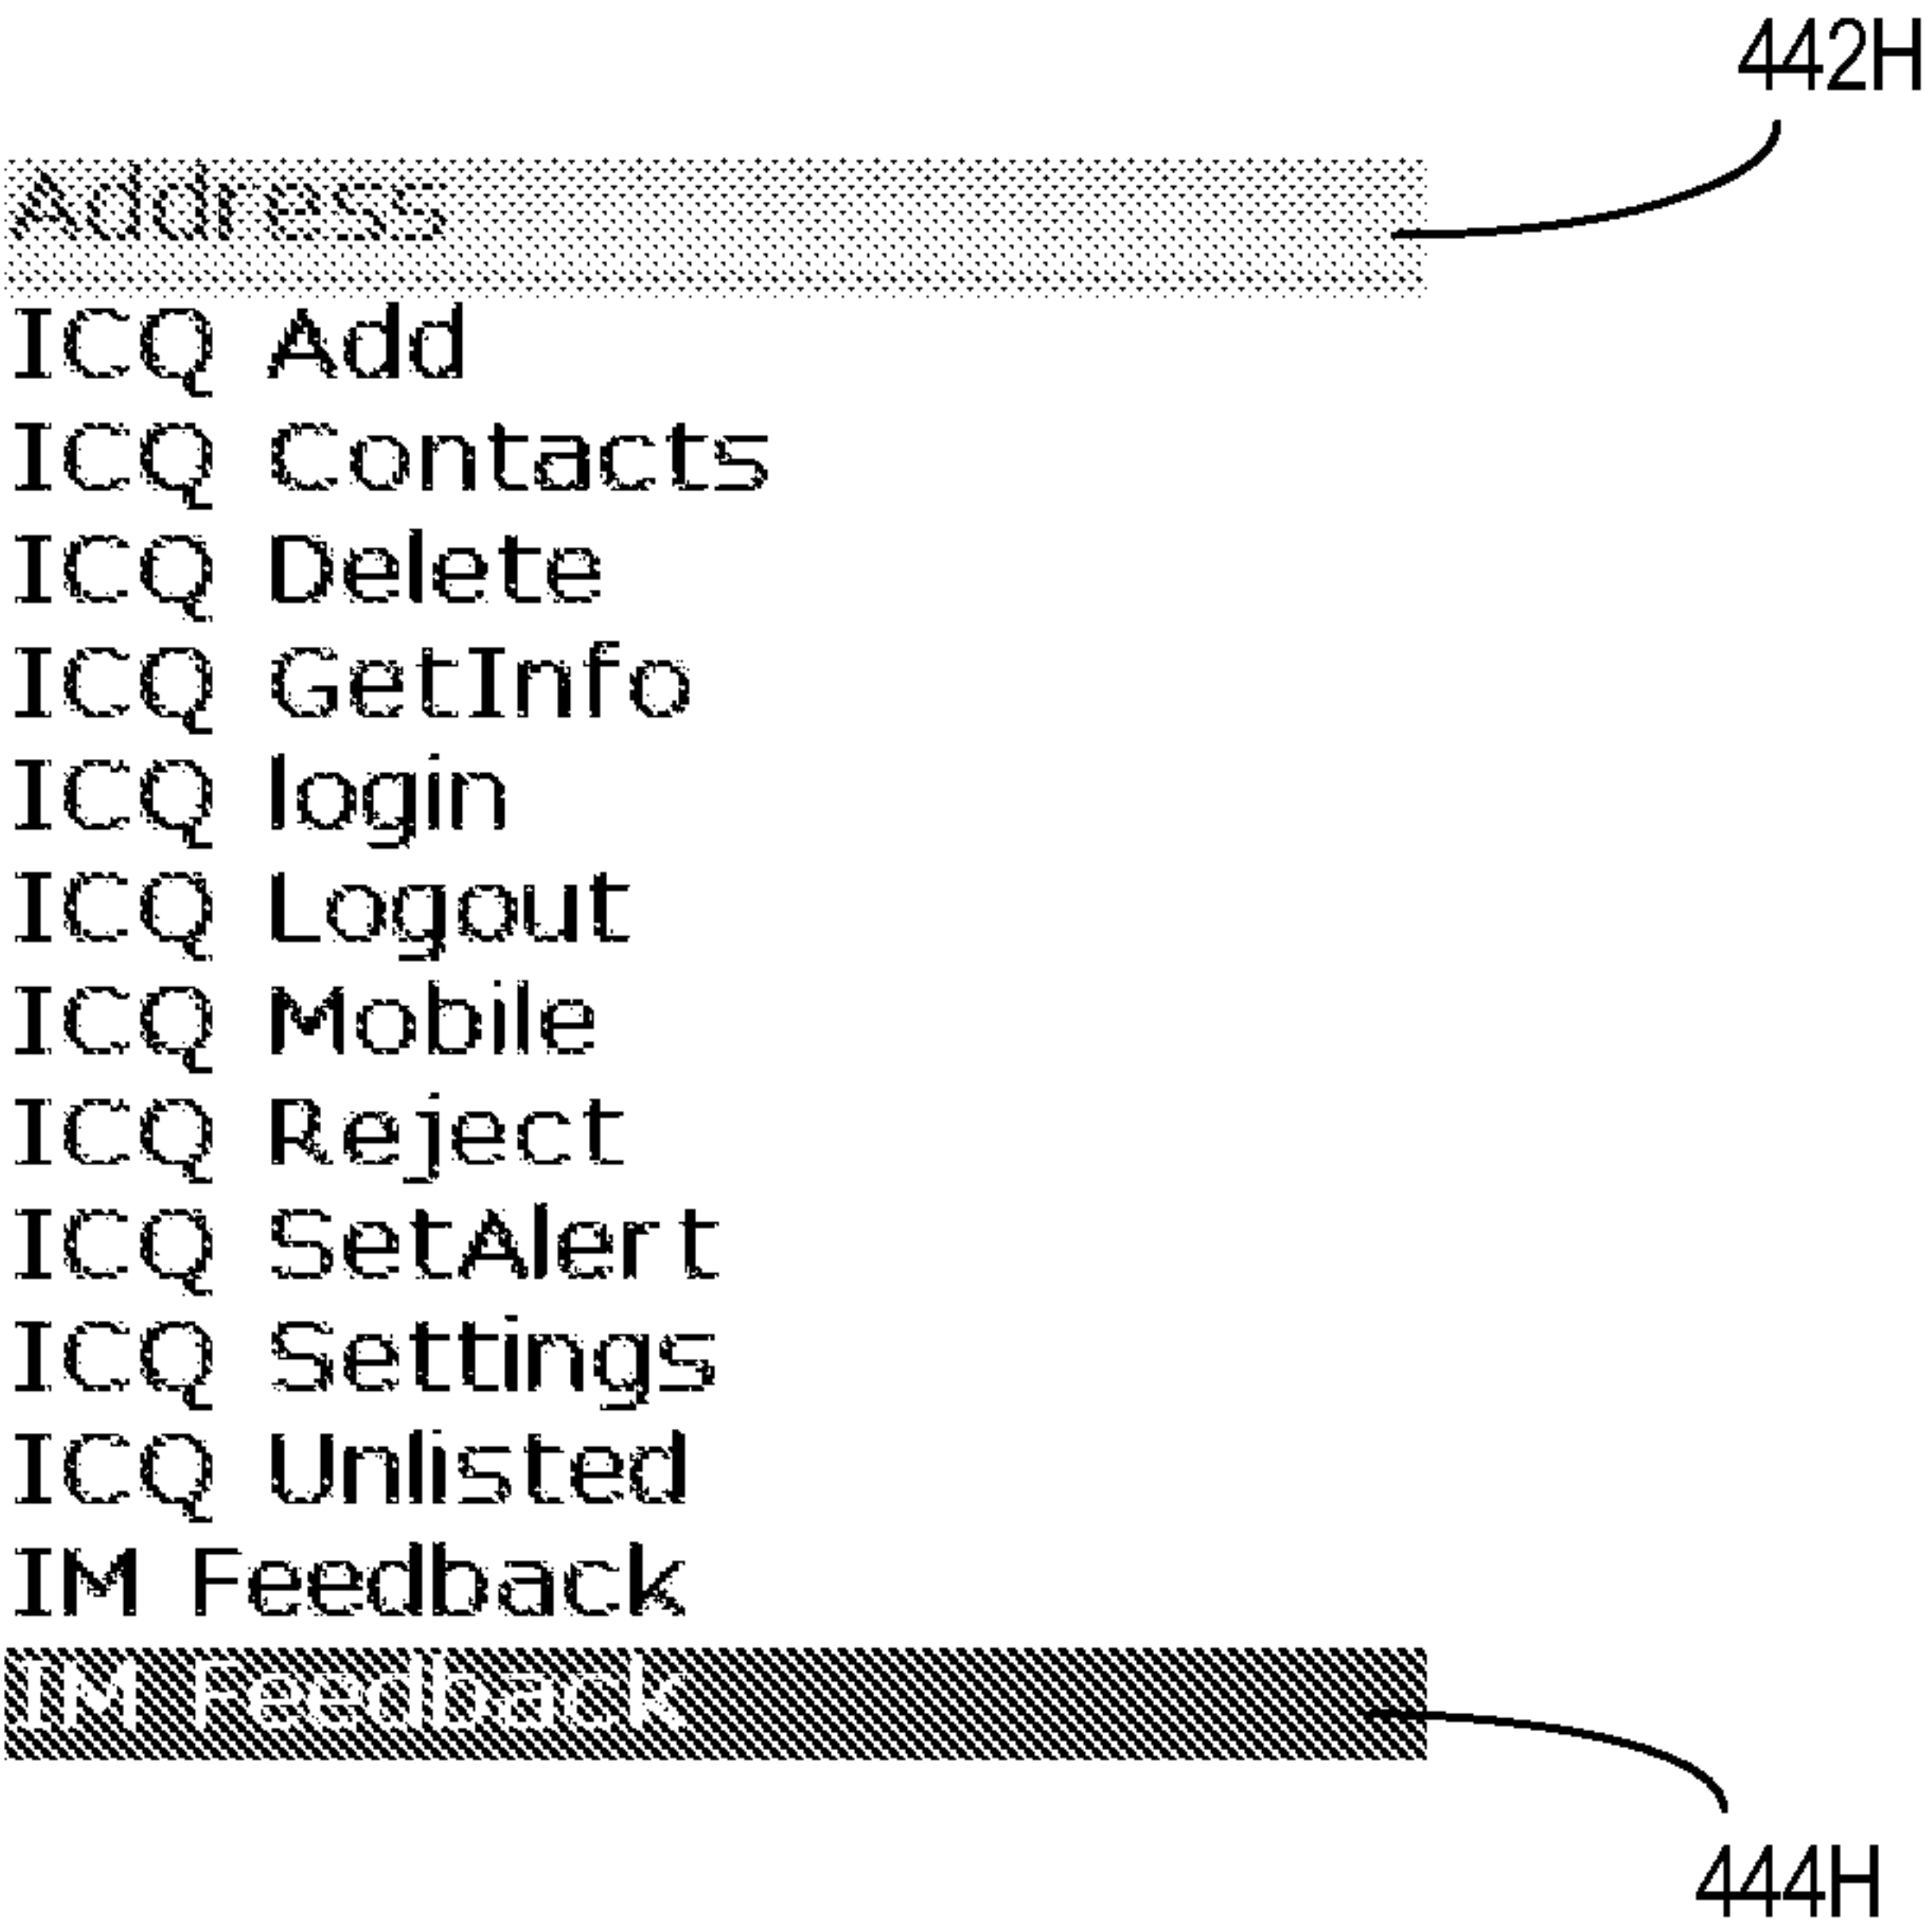 442H
Address
ICQ Add
ICQ Contacts
ICQ Delete
ICQ GetInfo
ICQ login
ICQ Logout
ICQ Mobile
ICQ Reject
ICQ SetAlert
ICQ Settings
ICQ Unlisted
IM Feedback
IM Feedback
444H